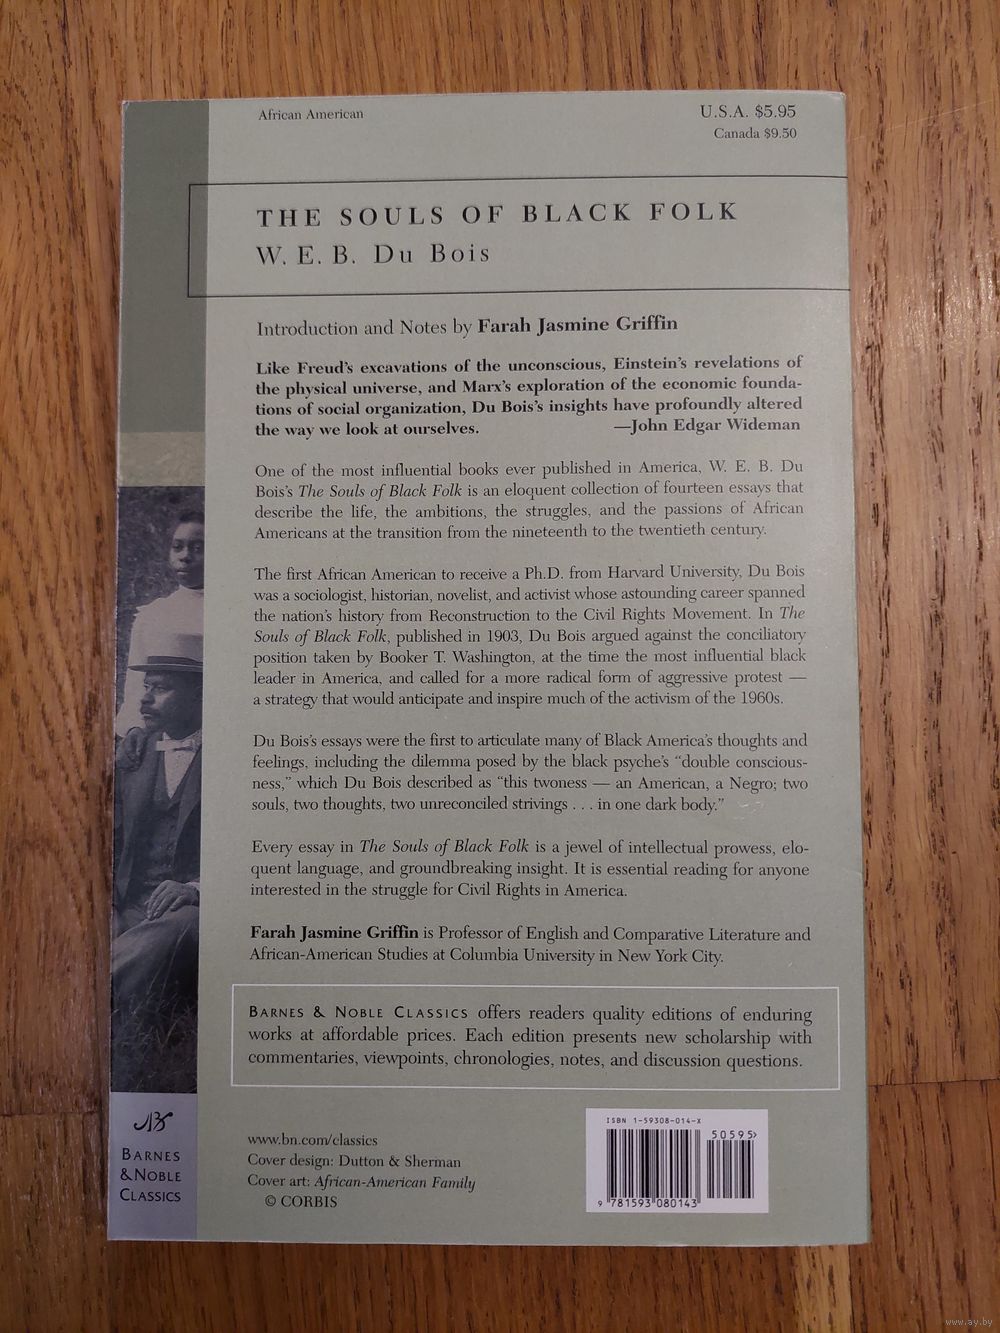 African American
U.S.A. $5.95
Canada $9.50
THE SOULS OF BLACK FOLK
W. E. B. Du Bois
Introduction and Notes by Farah Jasmine Griffin
Like Freud's excavations of the unconscious, Einstein's revelations of
the physical universe, and Marx's exploration of the economic founda-
tions of social organization, Du Bois's insights have profoundly altered
the way we look at ourselves. —John Edgar Wideman
One of the most influential books ever published in America, W. E. B. Du
Bois's The Souls of Black Folk is an eloquent collection of fourteen essays that
describe the life, the ambitions, the struggles, and the passions of African
Americans at the transition from the nineteenth to the twentieth century.
The first African American to receive a Ph.D. from Harvard University, Du Bois
was a sociologist, historian, novelist, and activist whose astounding career spanned
the nation's history from Reconstruction to the Civil Rights Movement. In The
Souls of Black Folk, published in 1903, Du Bois argued against the conciliatory
position taken by Booker T. Washington, at the time the most influential black
leader in America, and called for a more radical form of aggressive protest —
a strategy that would anticipate and inspire much of the activism of the 1960s.
Du Bois's essays were the first to articulate many of Black America's thoughts and
feelings, including the dilemma posed by the black psyche's "double conscious-
ness," which Du Bois described as "this twoness — an American, a Negro; two
souls, two thoughts, two unreconciled strivings . . . in one dark body."
Every essay in The Souls of Black Folk is a jewel of intellectual prowess, elo-
quent language, and groundbreaking insight. It is essential reading for anyone
interested in the struggle for Civil Rights in America.
Farah Jasmine Griffin is Professor of English and Comparative Literature and
African-American Studies at Columbia University in New York City.
BARNES & NOBLE CLASSICS offers readers quality editions of enduring
works at affordable prices. Each edition presents new scholarship with
commentaries, viewpoints, chronologies, notes, and discussion questions.
BARNES
& NOBLE
CLASSICS
www.bn.com/classics
Cover design: Dutton & Sherman
Cover art: African-American Family
© CORBIS
ISBN 1-59308-014-X
50595>
9 781593 080143
www.ay.by